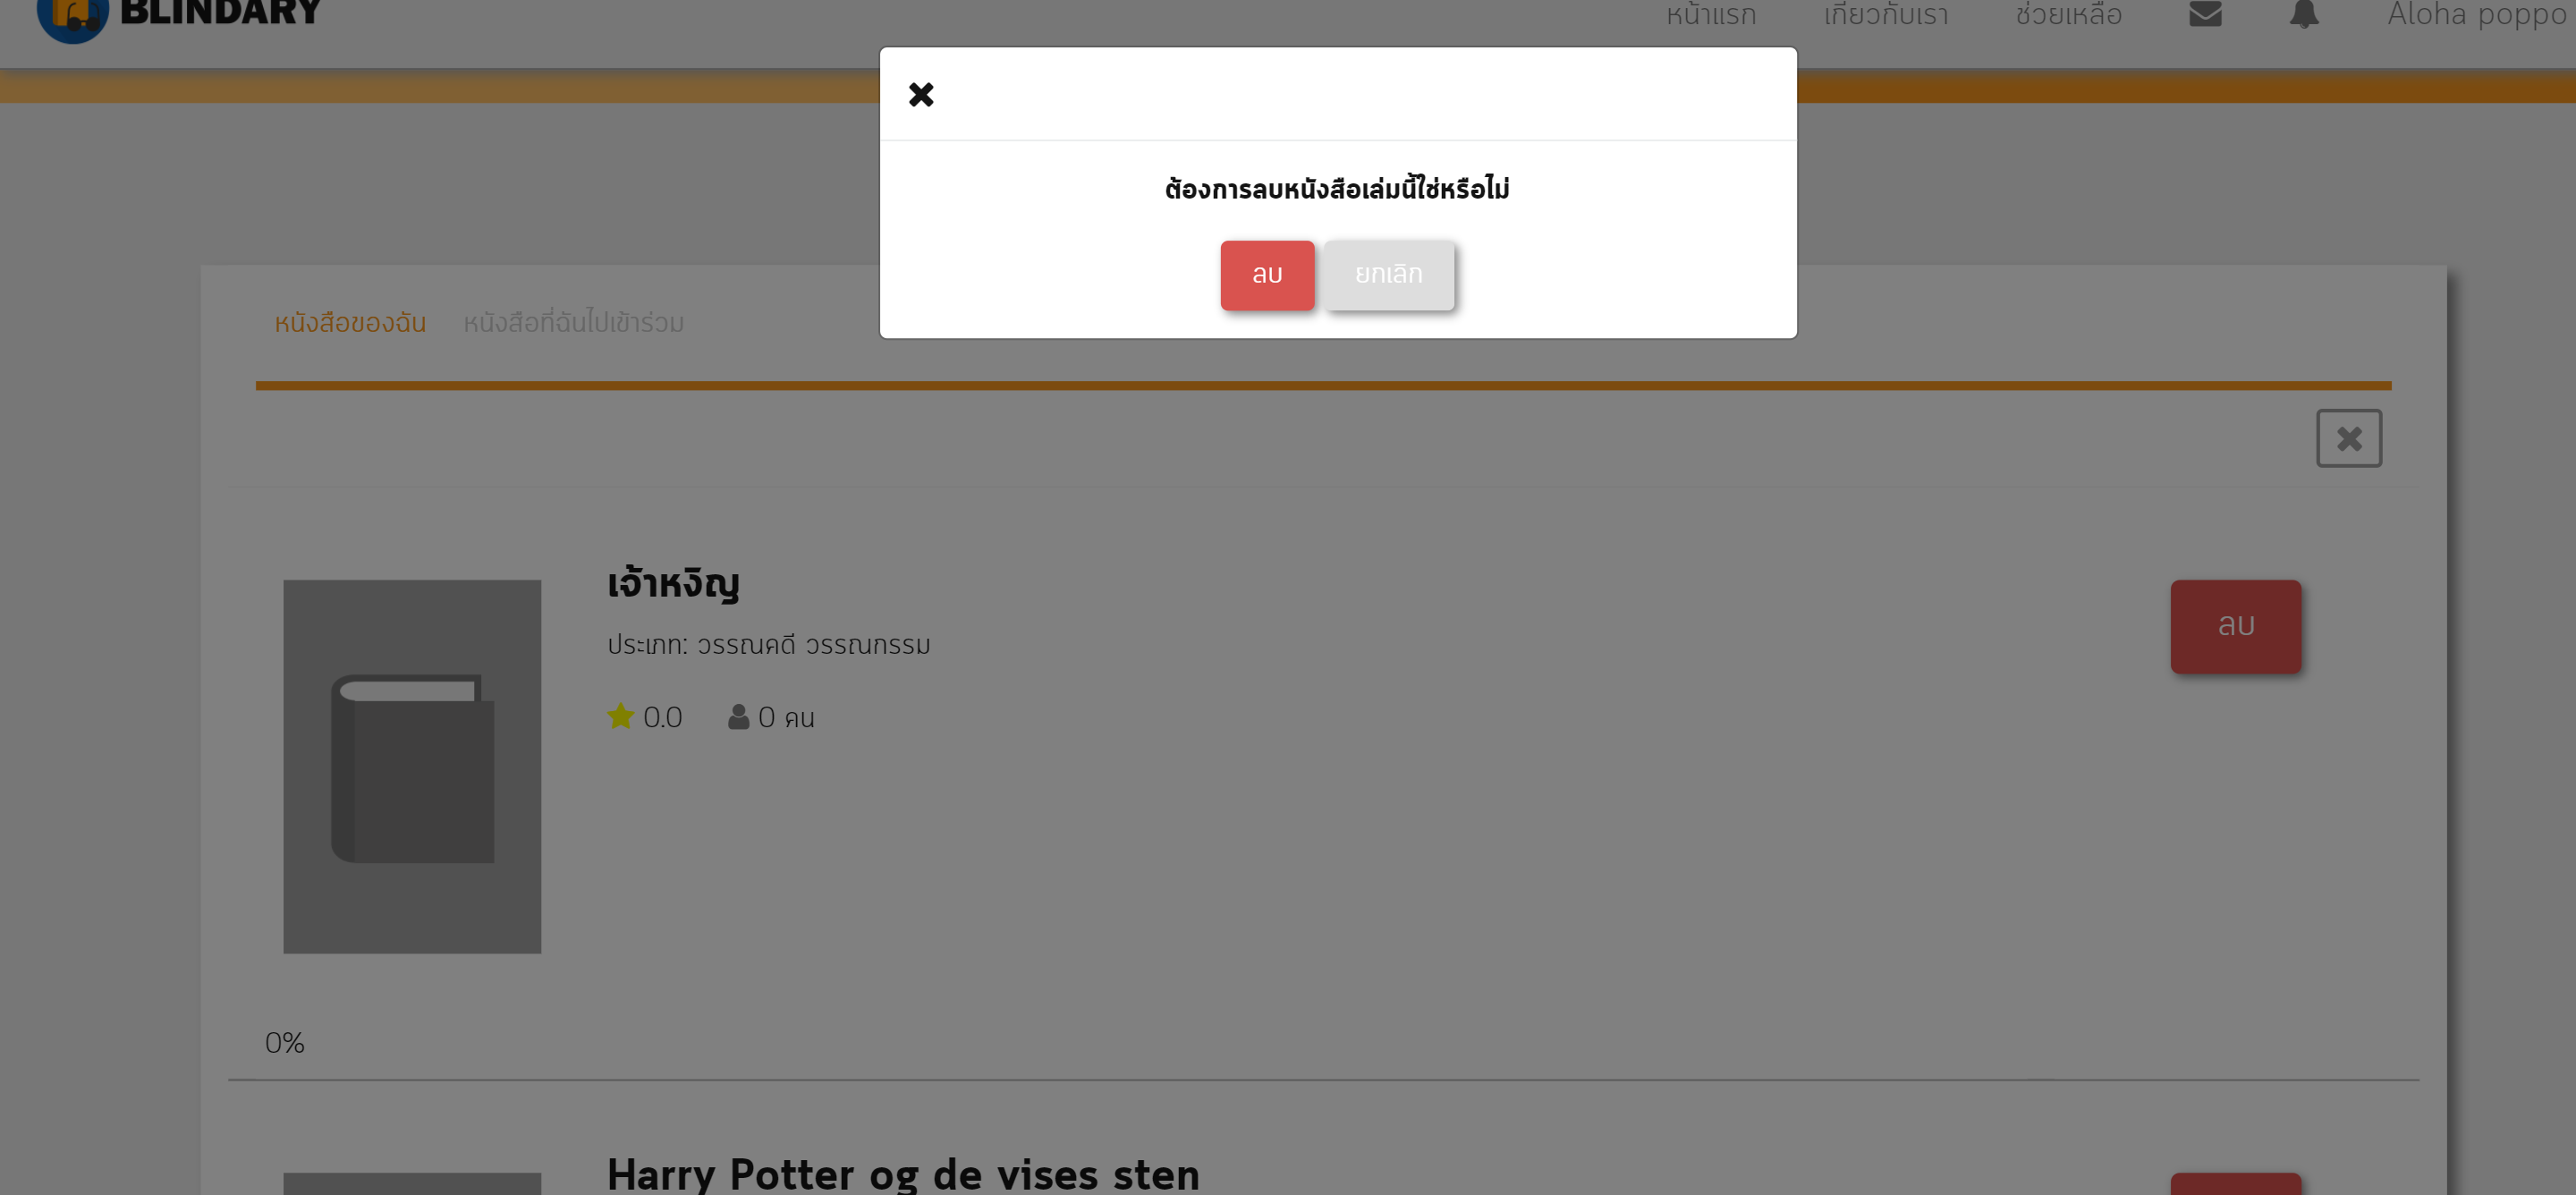 BLINDARY
หน้าแรก เกี่ยวกับเรา ช่วยเหลือ Aloha poppo
ต้องการลบหนังสือเล่มนี้ใช่หรือไม่
ลบ ยกเลิก
หนังสือของฉัน หนังสือที่ฉันไปเข้าร่วม
เจ้าหงิญ
ลบ
ประเภท: วรรณคดี วรรณกรรม
0.0 0 คน
0%
Harry Potter og de vises sten